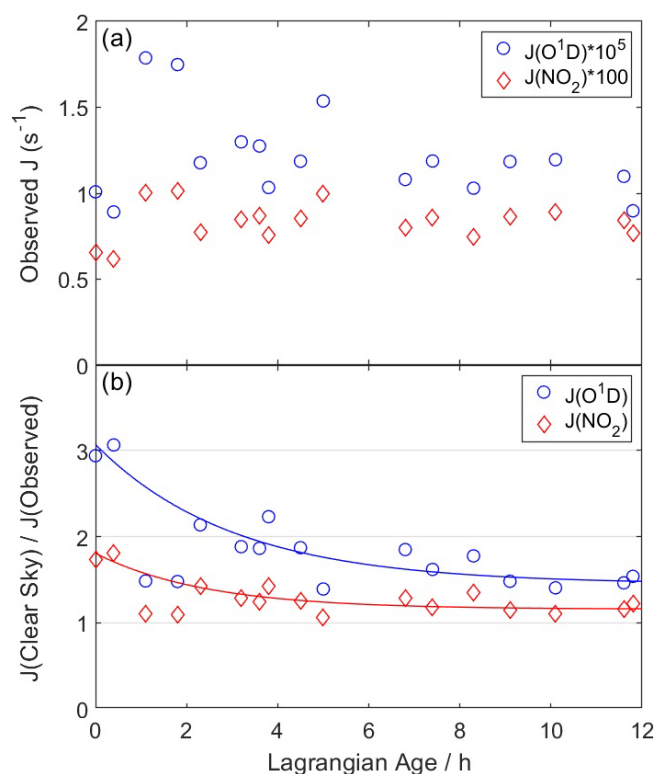 (a)
J(O¹D)*10⁵
J(NO₂)*100
Observed J (s⁻¹)
2
1.5
1
0.5
0
(b)
J(O¹D)
J(NO₂)
J(Clear Sky) / J(Observed)
3
2
1
0
0 2 4 6 8 10 12
Lagrangian Age / h